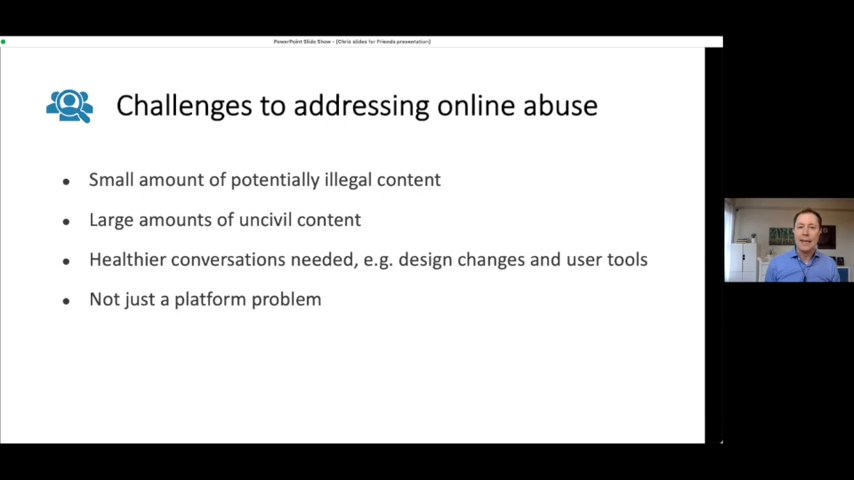 PowerPoint Slide Show - [Chris slides for Friends presentation]
Challenges to addressing online abuse
● Small amount of potentially illegal content
● Large amounts of uncivil content
● Healthier conversations needed, e.g. design changes and user tools
● Not just a platform problem